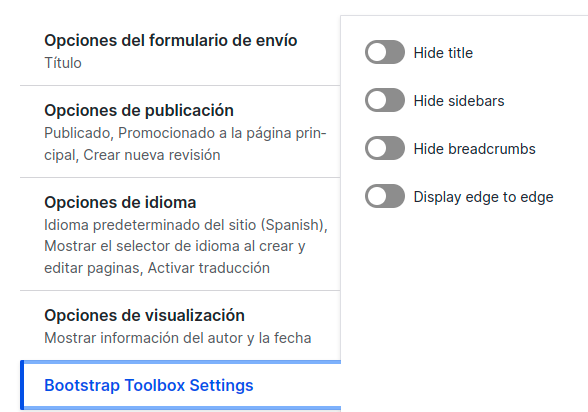 Opciones del formulario de envío
Título
Opciones de publicación
Publicado, Promocionado a la página prin-
cipal, Crear nueva revisión
Opciones de idioma
Idioma predeterminado del sitio (Spanish),
Mostrar el selector de idioma al crear y
editar paginas, Activar traducción
Opciones de visualización
Mostrar información del autor y la fecha
Bootstrap Toolbox Settings
Hide title
Hide sidebars
Hide breadcrumbs
Display edge to edge